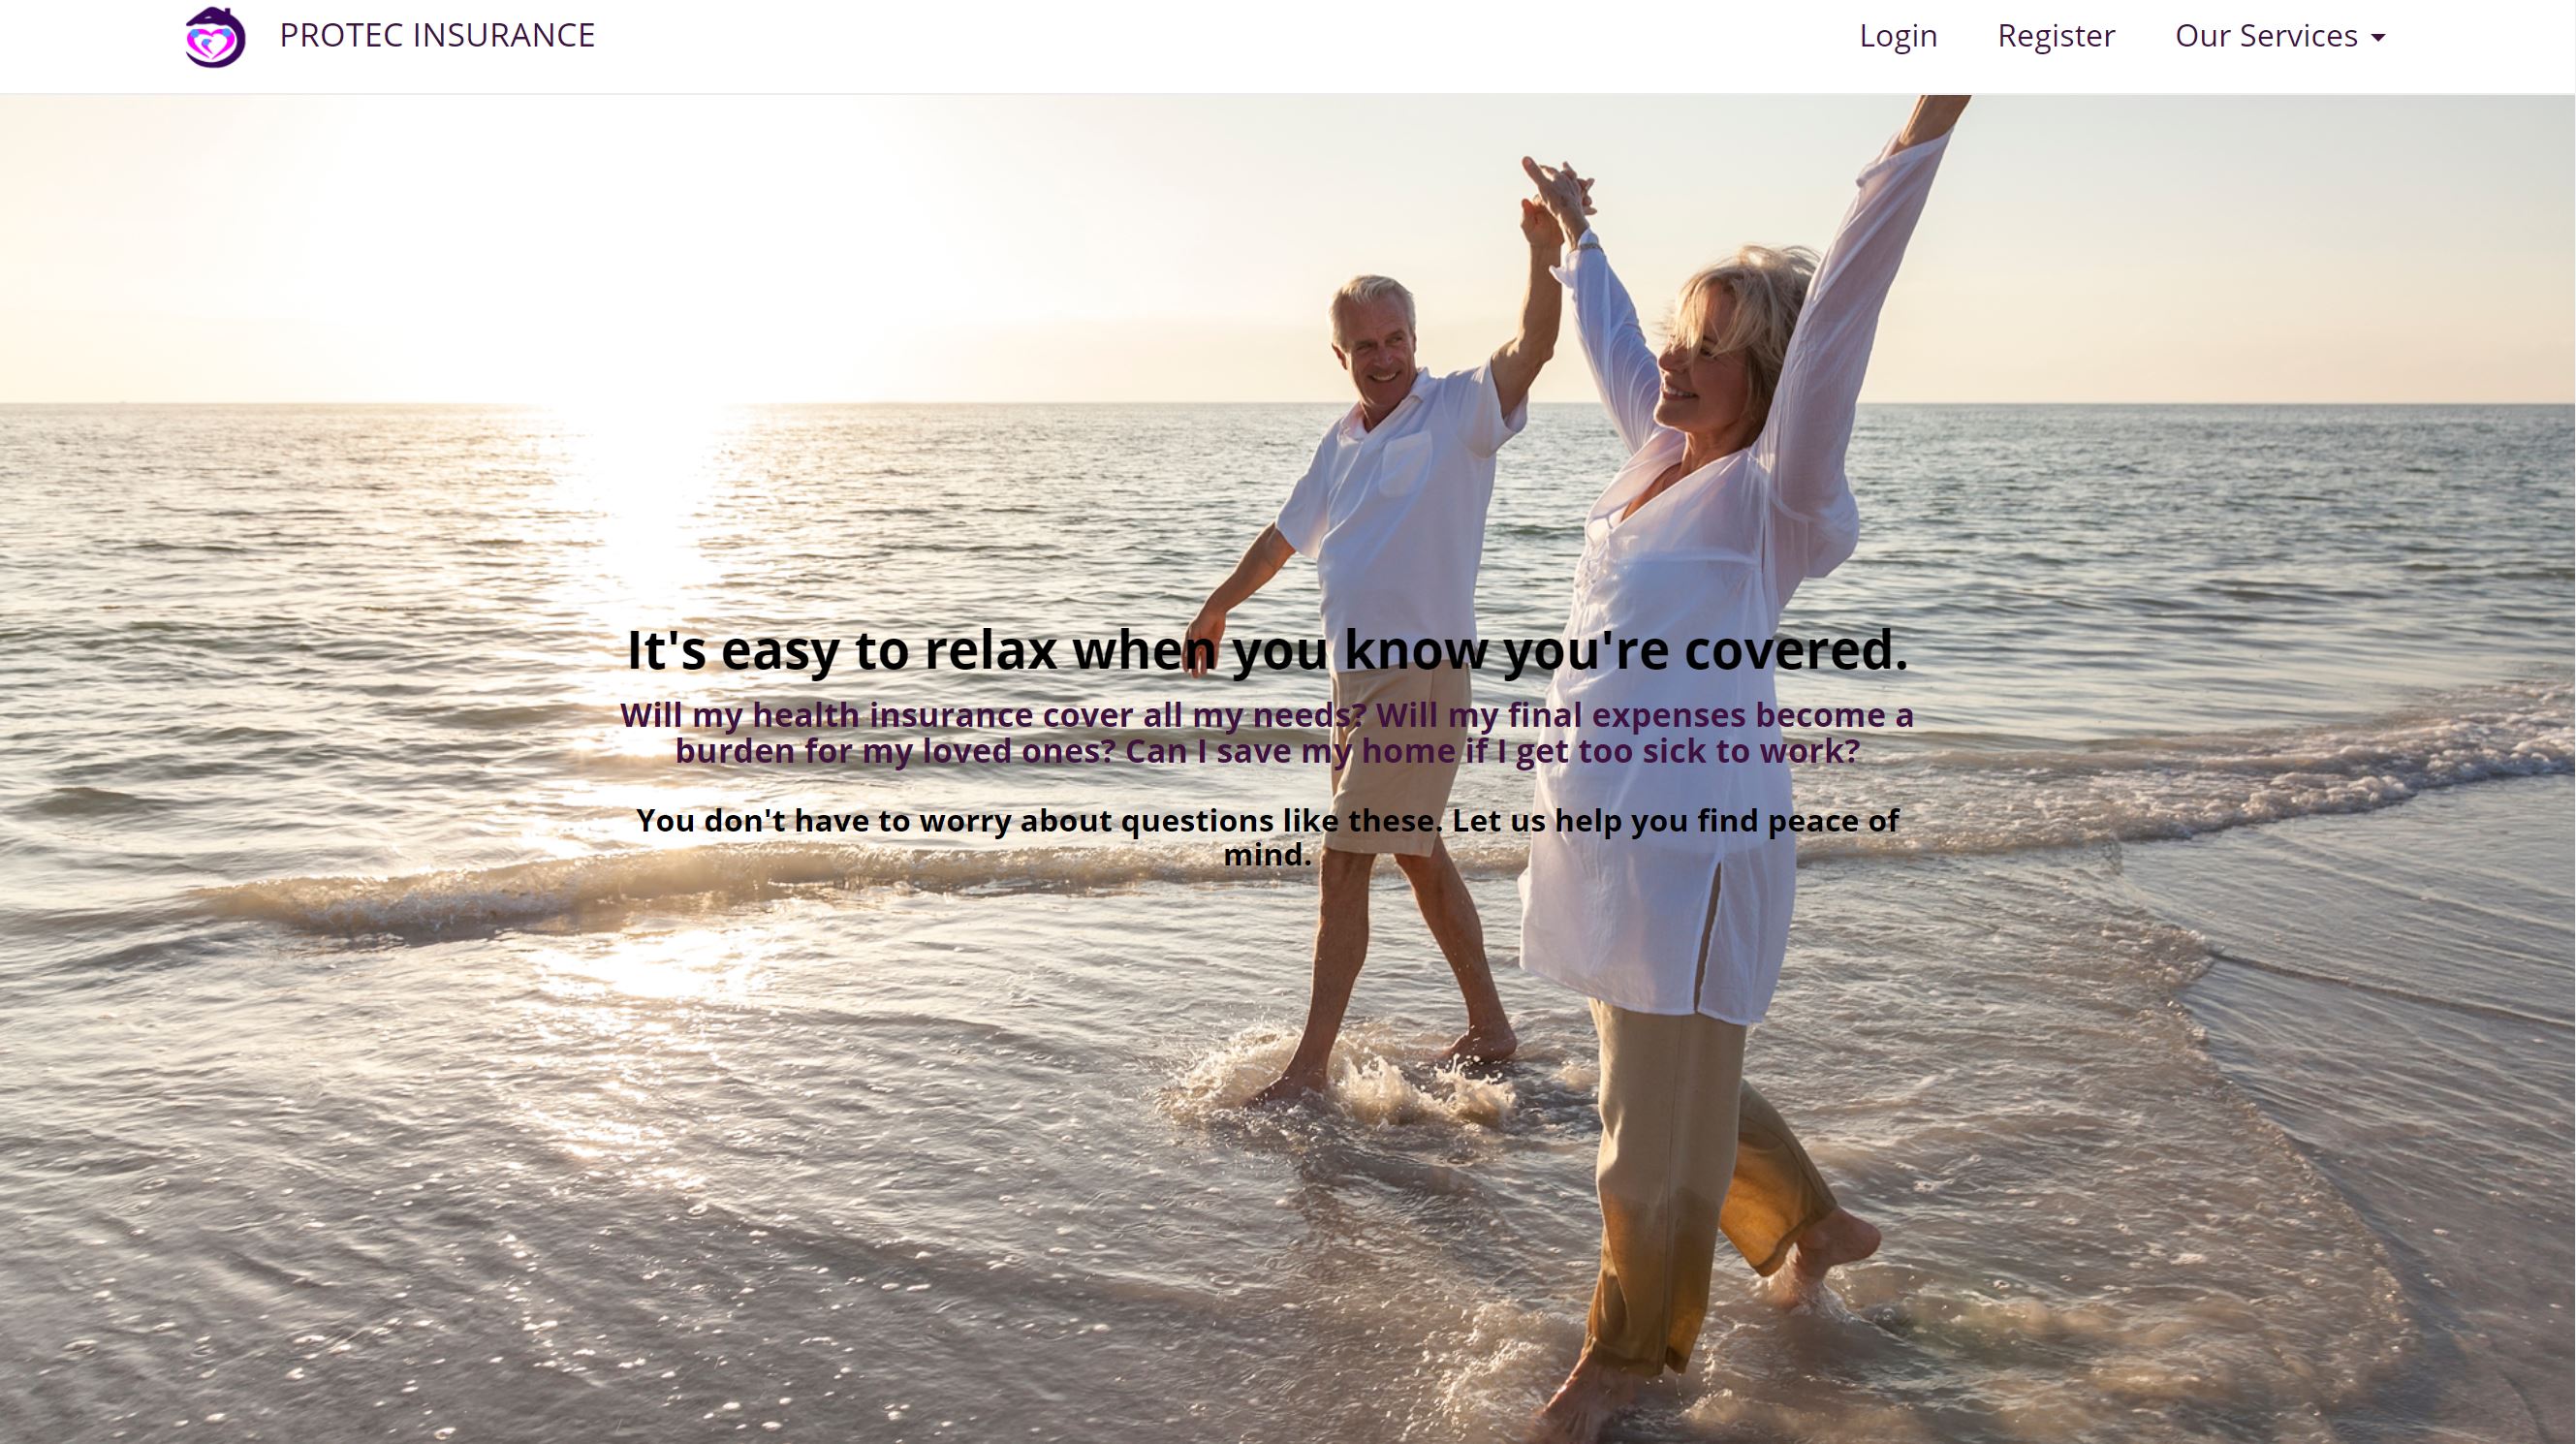 PROTEC INSURANCE
Login Register Our Services
It's easy to relax when you know you're covered.
Will my health insurance cover all my needs? Will my final expenses become a
burden for my loved ones? Can I save my home if I get too sick to work?
You don't have to worry about questions like these. Let us help you find peace of
mind.